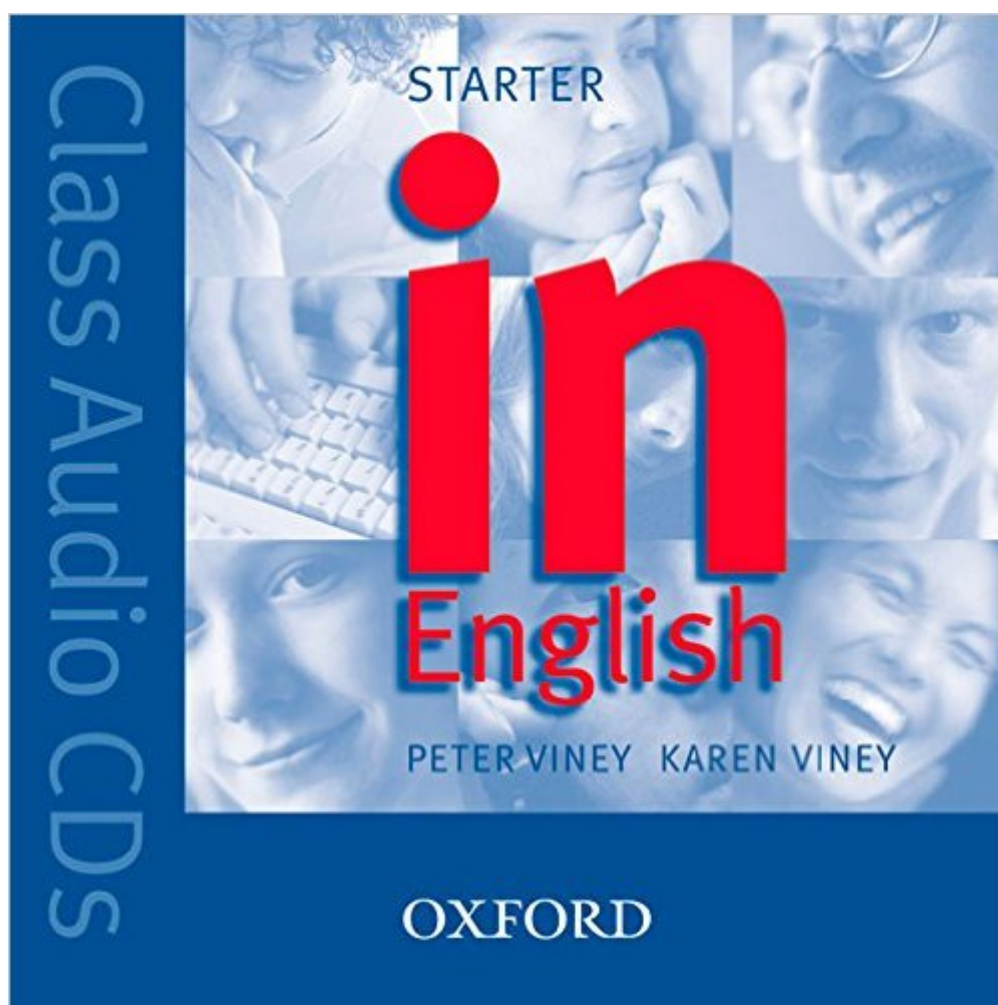 Class Audio CDs
STARTER
in
English
PETER VINEY KAREN VINEY
OXFORD